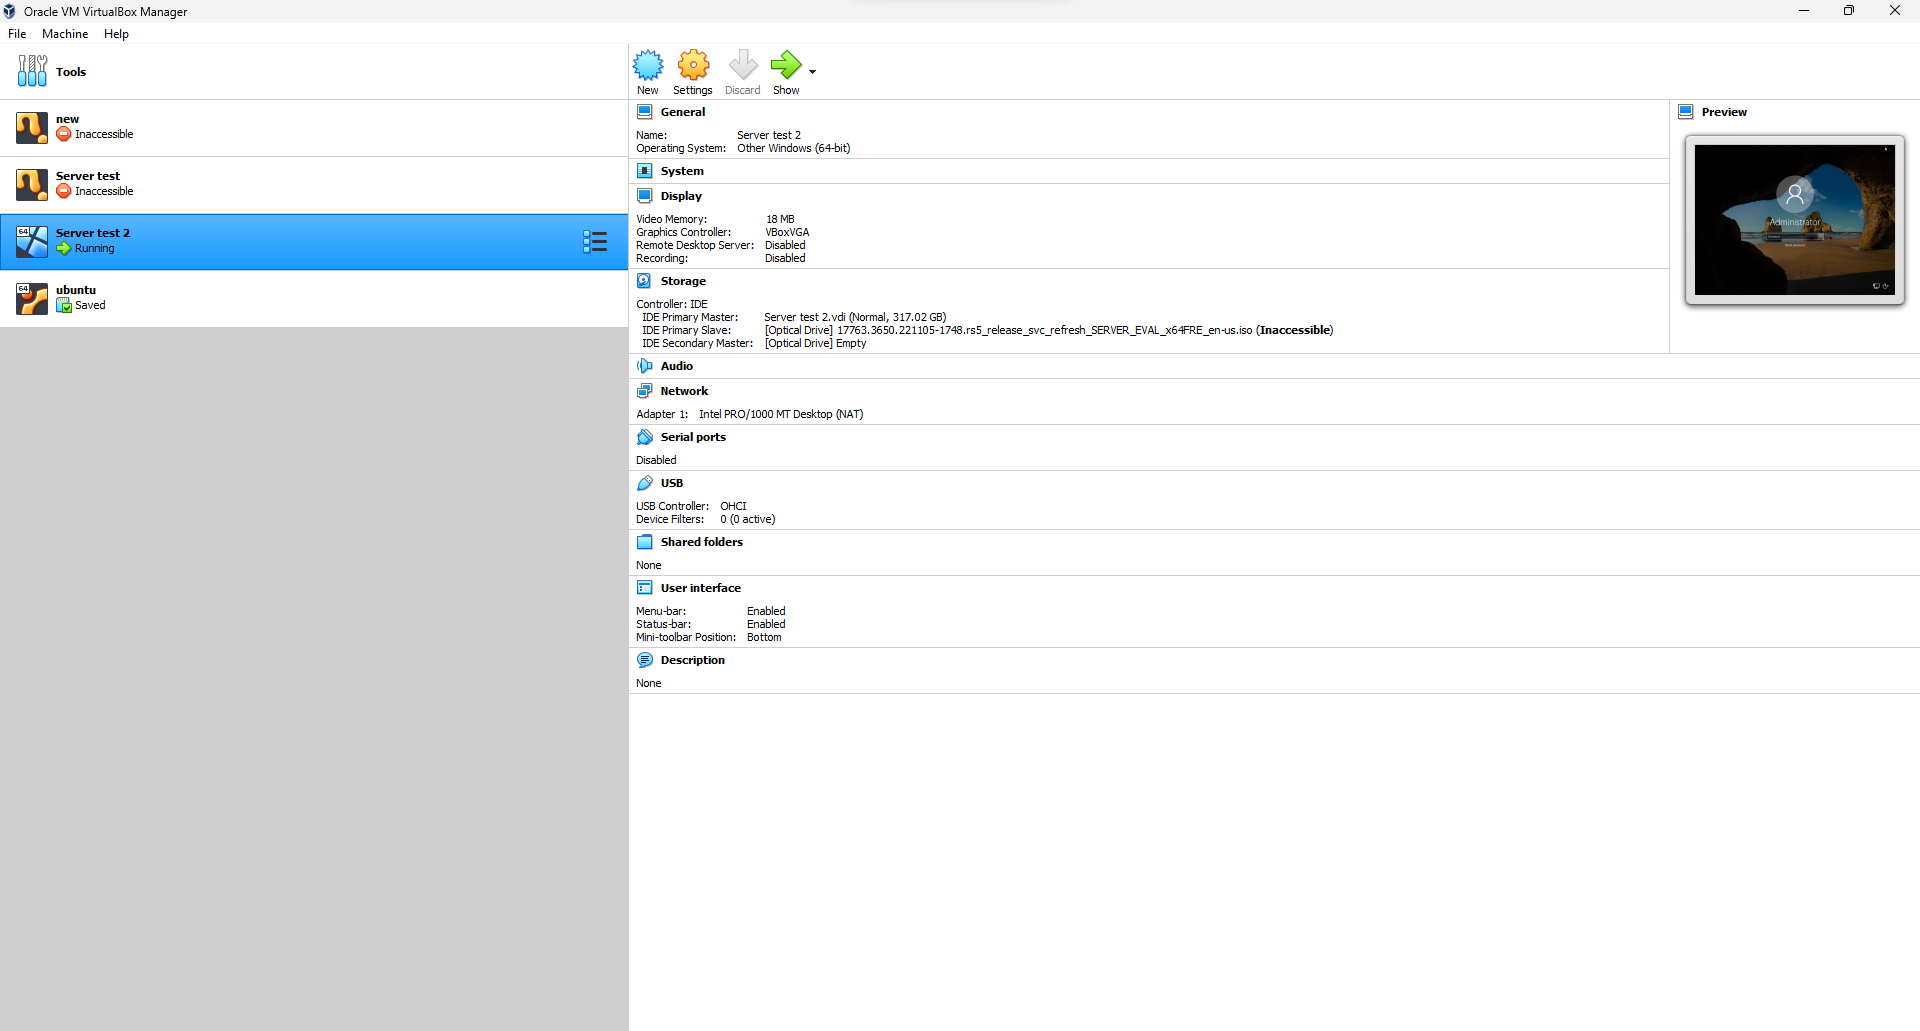 Oracle VM VirtualBox Manager
File Machine Help
Tools
new
Inaccessible
Server test
Inaccessible
64
Server test 2
Running
64
ubuntu
Saved
New Settings Discard Show
General
Name: Server test 2
Operating System: Other Windows (64-bit)
System
Display
Video Memory: 18 MB
Graphics Controller: VBoxVGA
Remote Desktop Server: Disabled
Recording: Disabled
Storage
Controller: IDE
IDE Primary Master: Server test 2.vdi (Normal, 317.02 GB)
IDE Primary Slave: [Optical Drive] 17763.3650.221105-1748.rs5_release_svc_refresh_SERVER_EVAL_x64FRE_en-us.iso (Inaccessible)
IDE Secondary Master: [Optical Drive] Empty
Audio
Network
Adapter 1: Intel PRO/1000 MT Desktop (NAT)
Serial ports
Disabled
USB
USB Controller: OHCI
Device Filters: 0 (0 active)
Shared folders
None
User interface
Menu-bar: Enabled
Status-bar: Enabled
Mini-toolbar Position: Bottom
Description
None
Preview
Administrator